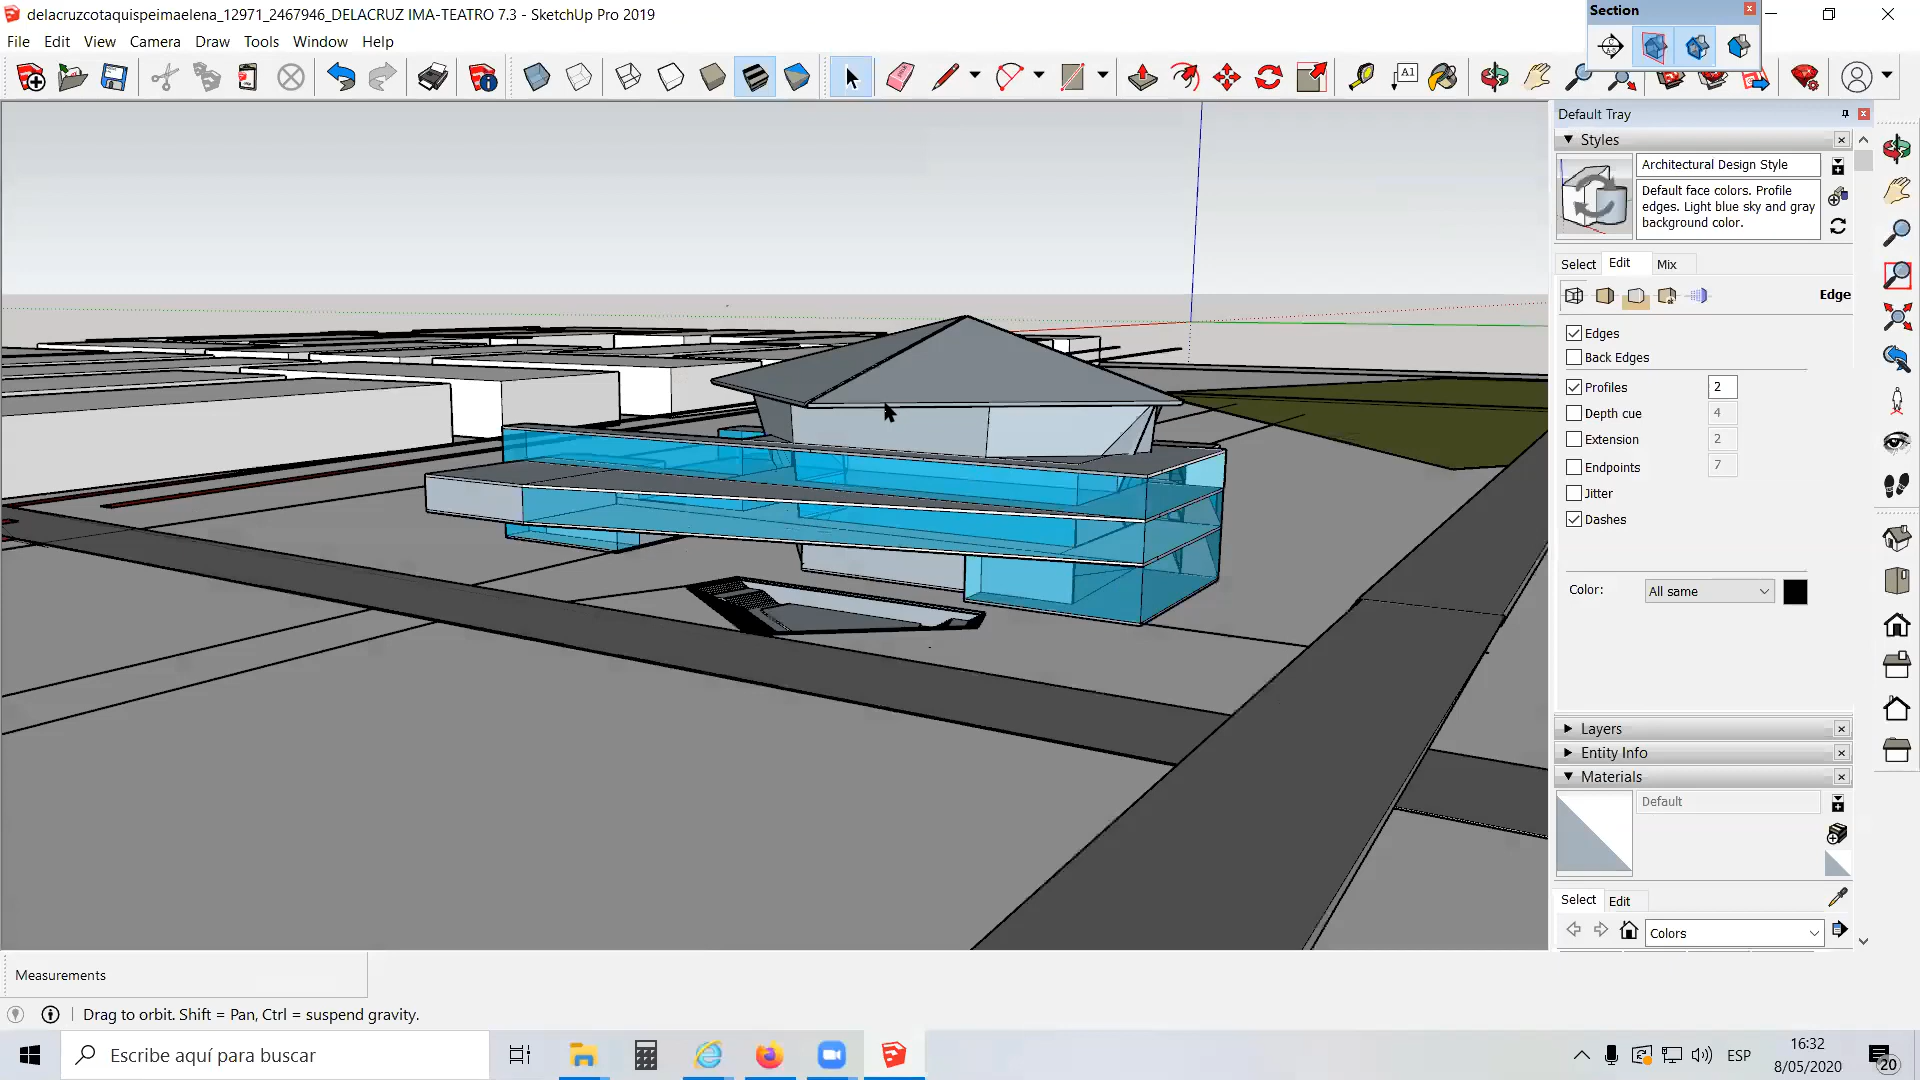 delacruzcotaquispeimaelena_12971_2467946_DELACRUZ IMA-TEATRO 7.3 - SketchUp Pro 2019
Section
File Edit View Camera Draw Tools Window Help
A1
Default Tray
Styles
Architectural Design Style
Default face colors. Profile
edges. Light blue sky and gray
background color.
Select Edit Mix
Edge
Edges
Back Edges
Profiles 2
Depth cue 4
Extension 2
Endpoints 7
Jitter
Dashes
Color: All same
Layers
Entity Info
Materials
Default
Select Edit
Colors
Measurements
Drag to orbit. Shift = Pan, Ctrl = suspend gravity.
Escribe aquí para buscar
ESP
16:32
8/05/2020
20